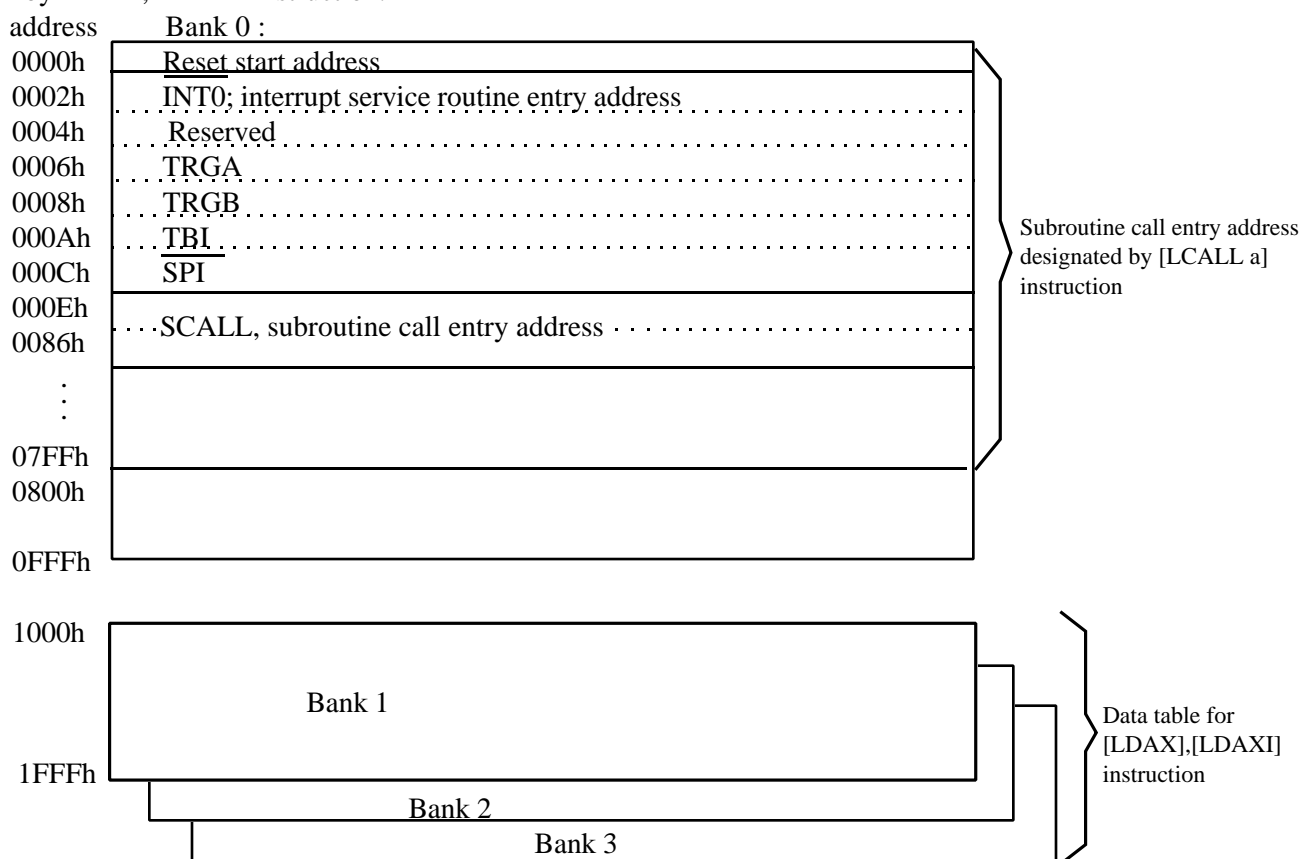 address Bank 0 :
0000h Reset start address
0002h INT0; interrupt service routine entry address
0004h Reserved
0006h TRGA
0008h TRGB
000Ah TBI
000Ch SPI
000Eh
SCALL, subroutine call entry address
0086h
Subroutine call entry address
designated by [LCALL a]
instruction
07FFh
0800h
0FFFh
1000h
Bank 1
1FFFh
Bank 2
Bank 3
Data table for
[LDAX],[LDAXI]
instruction